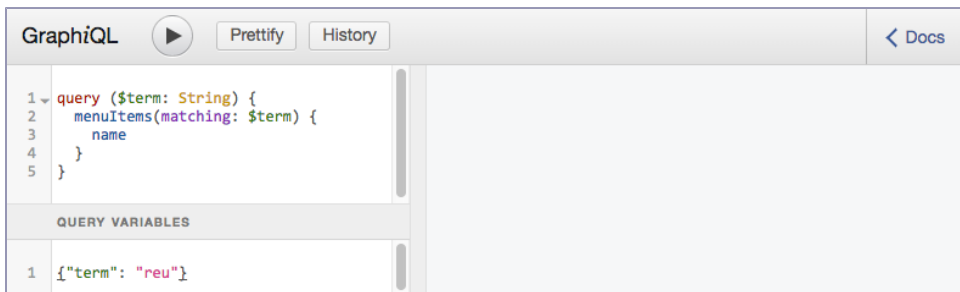 GraphiQL Prettify History Docs
1 query ($term: String) {
2 menuItems(matching: $term) {
3 name
4 }
5 }
QUERY VARIABLES
1 {"term": "reu"}